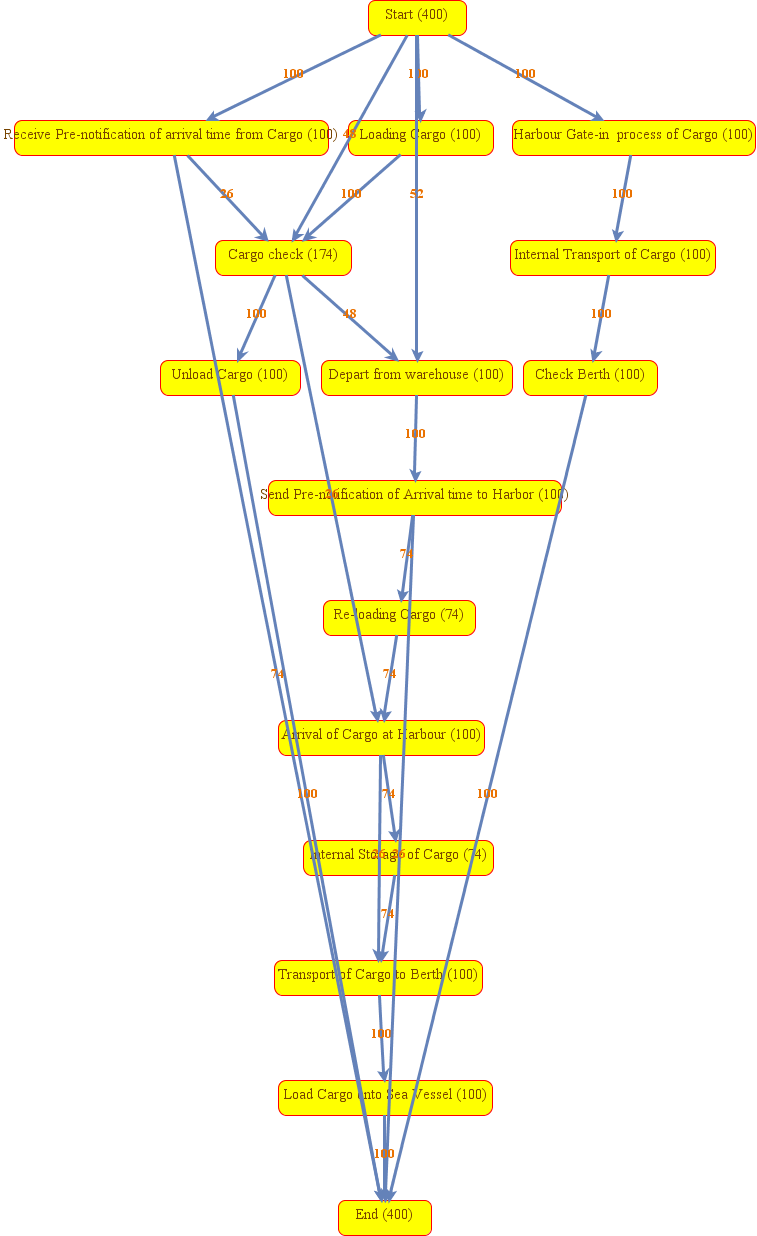 Start (400)
100
100
100
Receive Pre-notification of arrival time from Cargo (100)
48
Loading Cargo (100)
Harbour Gate-in  process of Cargo (100)
26
100
52
100
Cargo check (174)
Internal Transport of Cargo (100)
100
48
100
Unload Cargo (100)
Depart from warehouse (100)
Check Berth (100)
100
Send Pre-notification of Arrival time to Harbor (100)
26
74
Re-loading Cargo (74)
74
74
Arrival of Cargo at Harbour (100)
100
74
100
Internal Storage of Cargo (74)
26
26
74
Transport of Cargo to Berth (100)
100
Load Cargo onto Sea Vessel (100)
100
End (400)